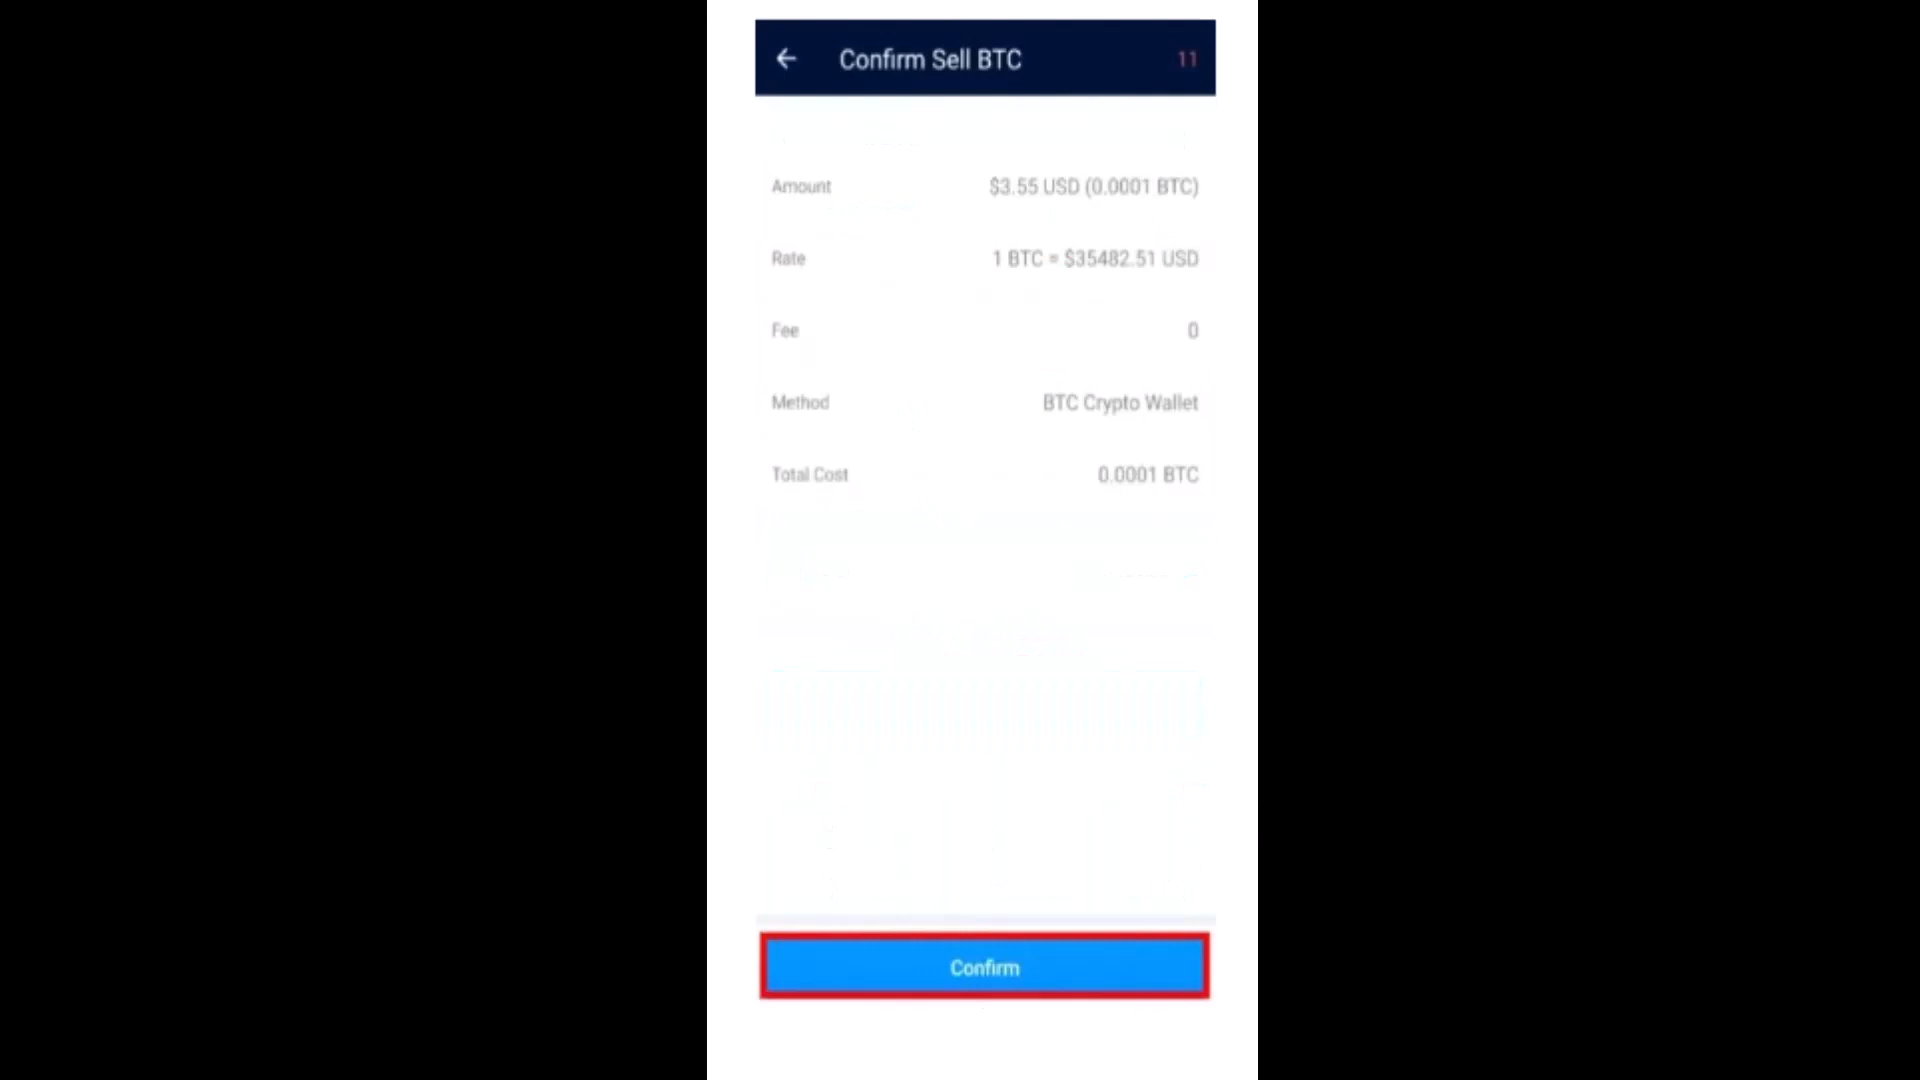 Confirm Sell BTC 11
Amount $3.55 USD (0.0001 BTC)
Rate 1 BTC = $35482.51 USD
Fee 0
Method BTC Crypto Wallet
Total Cost 0.0001 BTC
Confirm